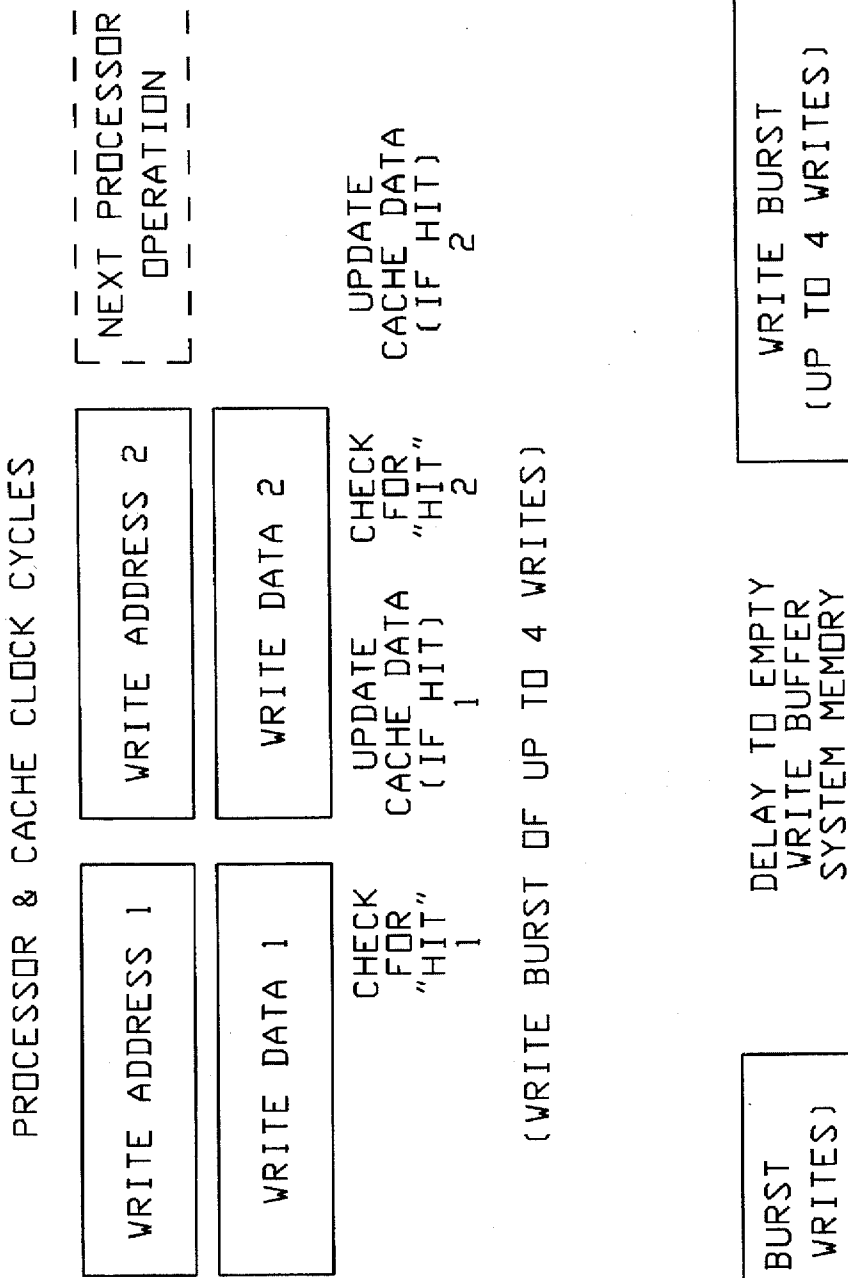 PROCESSOR & CACHE CLOCK CYCLES
WRITE ADDRESS 1
WRITE ADDRESS 2
NEXT PROCESSOR
OPERATION
WRITE DATA 1
WRITE DATA 2
CHECK
FOR
"HIT"
1
UPDATE
CACHE DATA
(IF HIT)
1
CHECK
FOR
"HIT"
2
UPDATE
CACHE DATA
(IF HIT)
2
(WRITE BURST OF UP TO 4 WRITES)
BURST
WRITES)
DELAY TO EMPTY
WRITE BUFFER
SYSTEM MEMORY
WRITE BURST
(UP TO 4 WRITES)